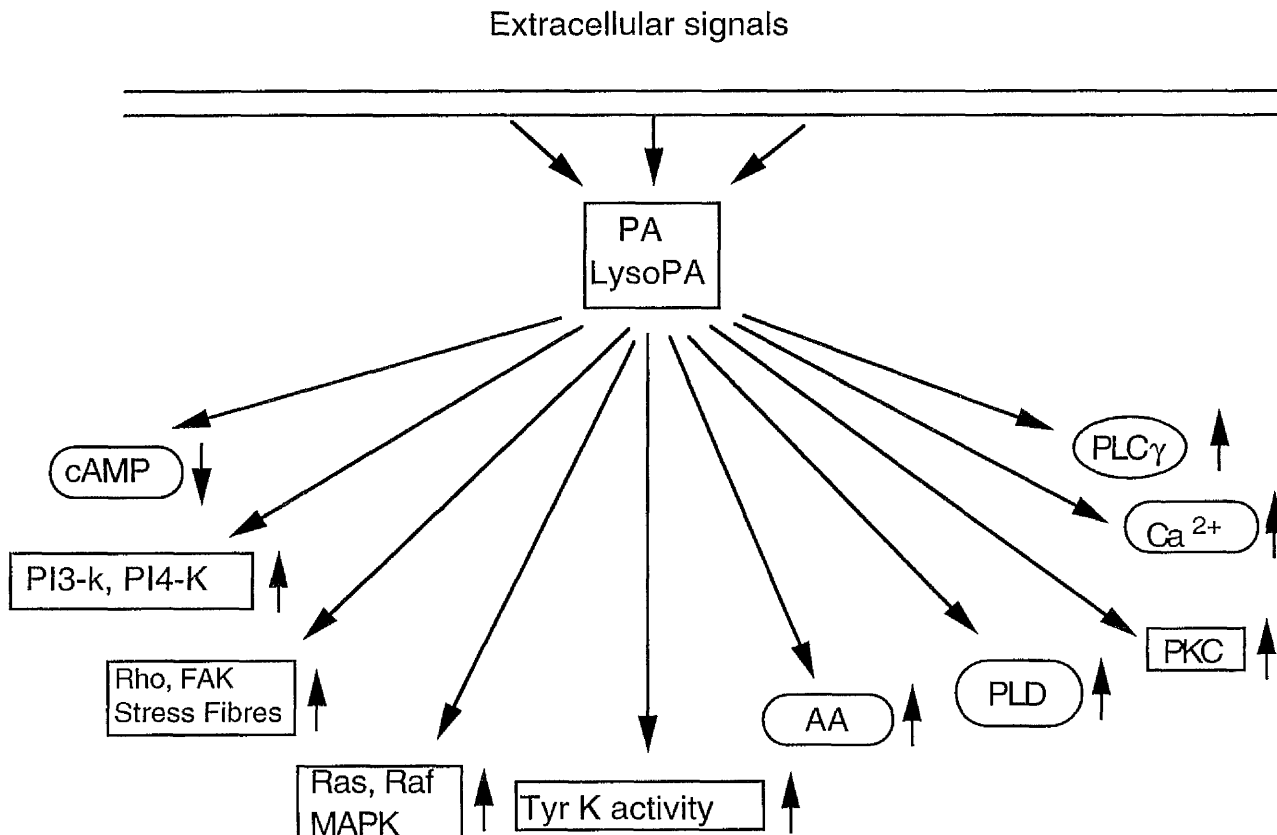 Extracellular signals
PA
LysoPA
cAMP
PLCγ
Ca 2+
PI3-k, PI4-K
PKC
Rho, FAK
Stress Fibres
PLD
AA
Ras, Raf
MAPK
Tyr K activity